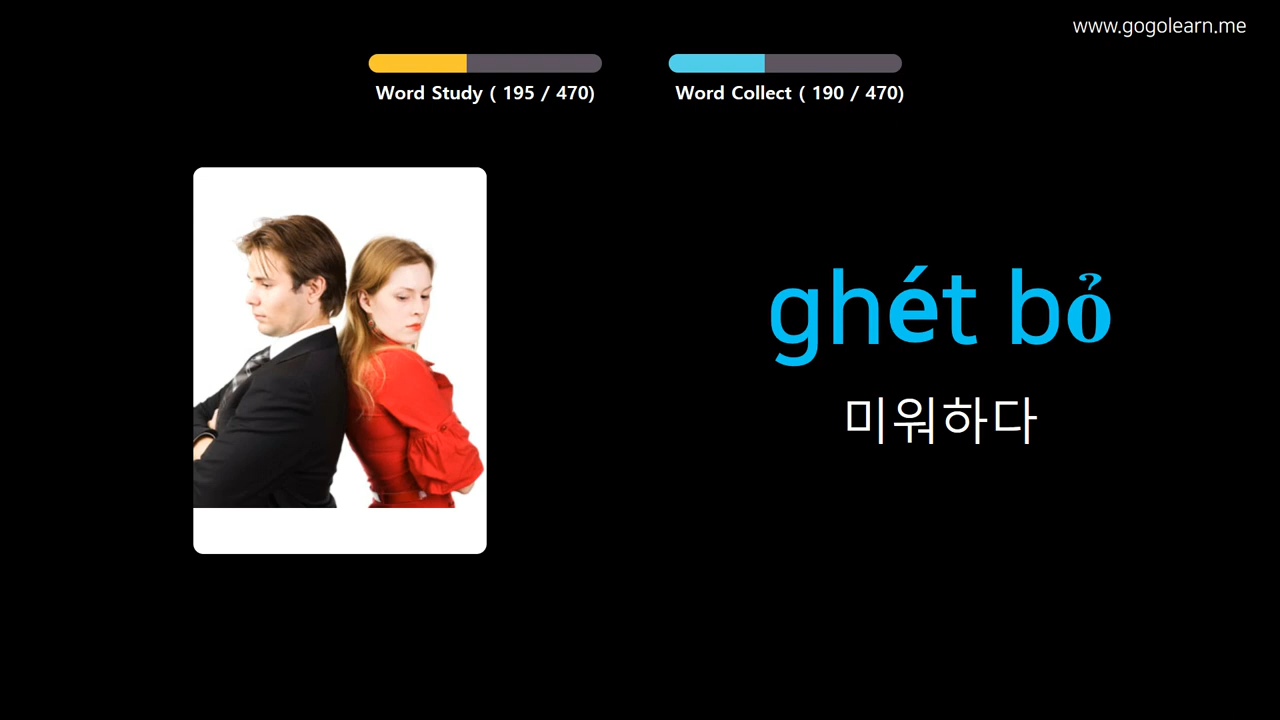 www.gogolearn.me
Word Study ( 195 / 470)
Word Collect ( 190 / 470)
ghét bỏ
미워하다